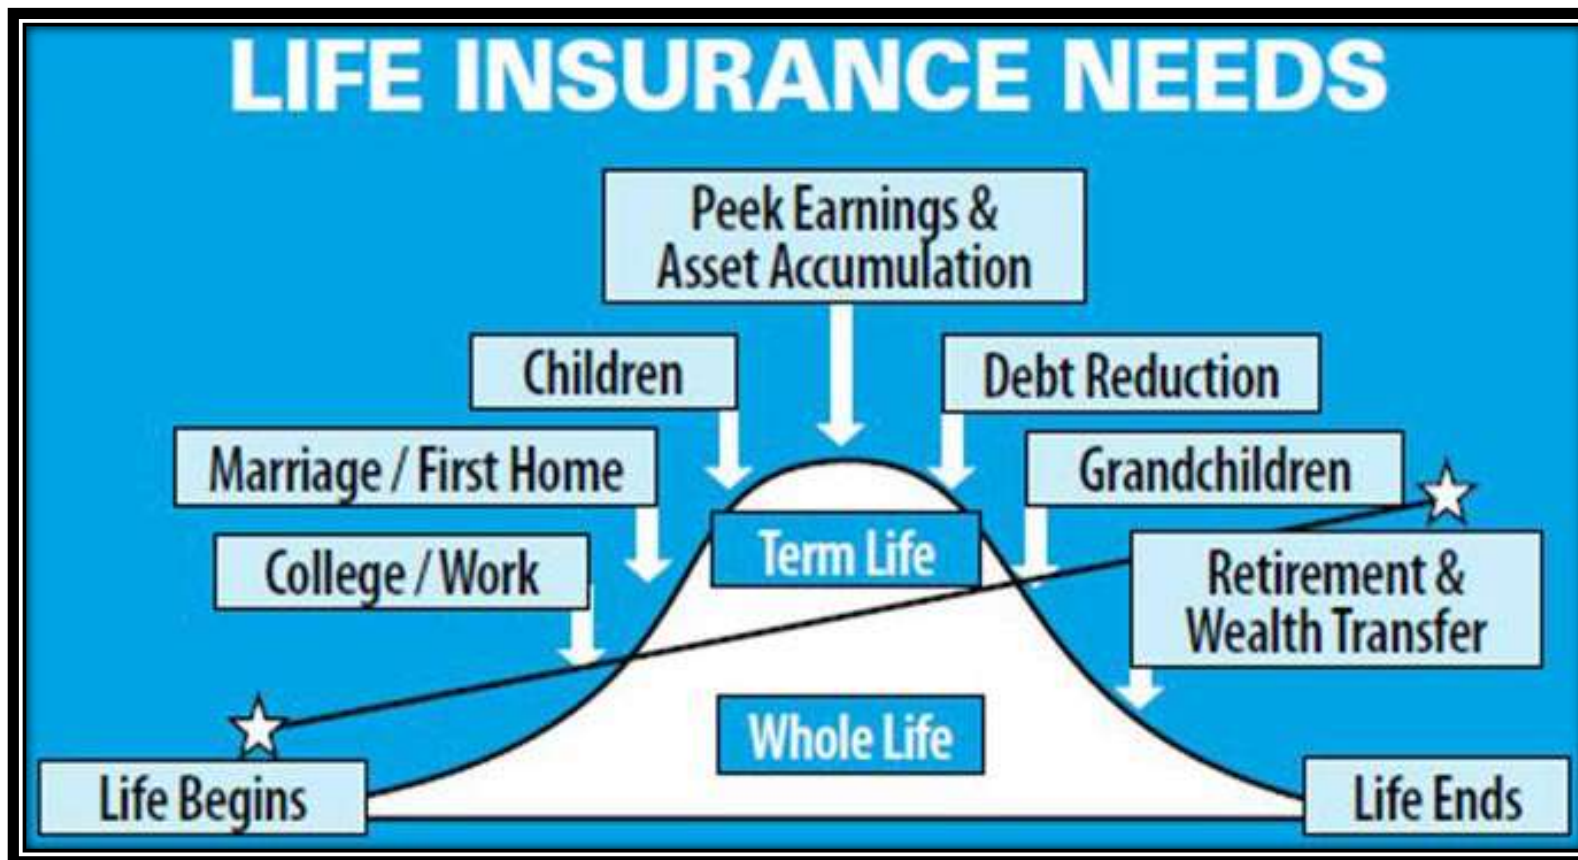 LIFE INSURANCE NEEDS
Peek Earnings &
Asset Accumulation
Children
Debt Reduction
Marriage / First Home
Grandchildren
College / Work
Term Life
Retirement &
Wealth Transfer
Whole Life
Life Begins
Life Ends